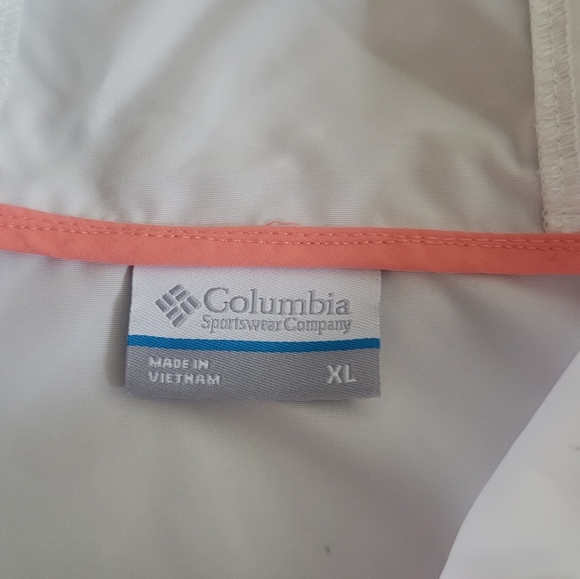 Columbia
Sportswear Company
MADE IN
VIETNAM
XL